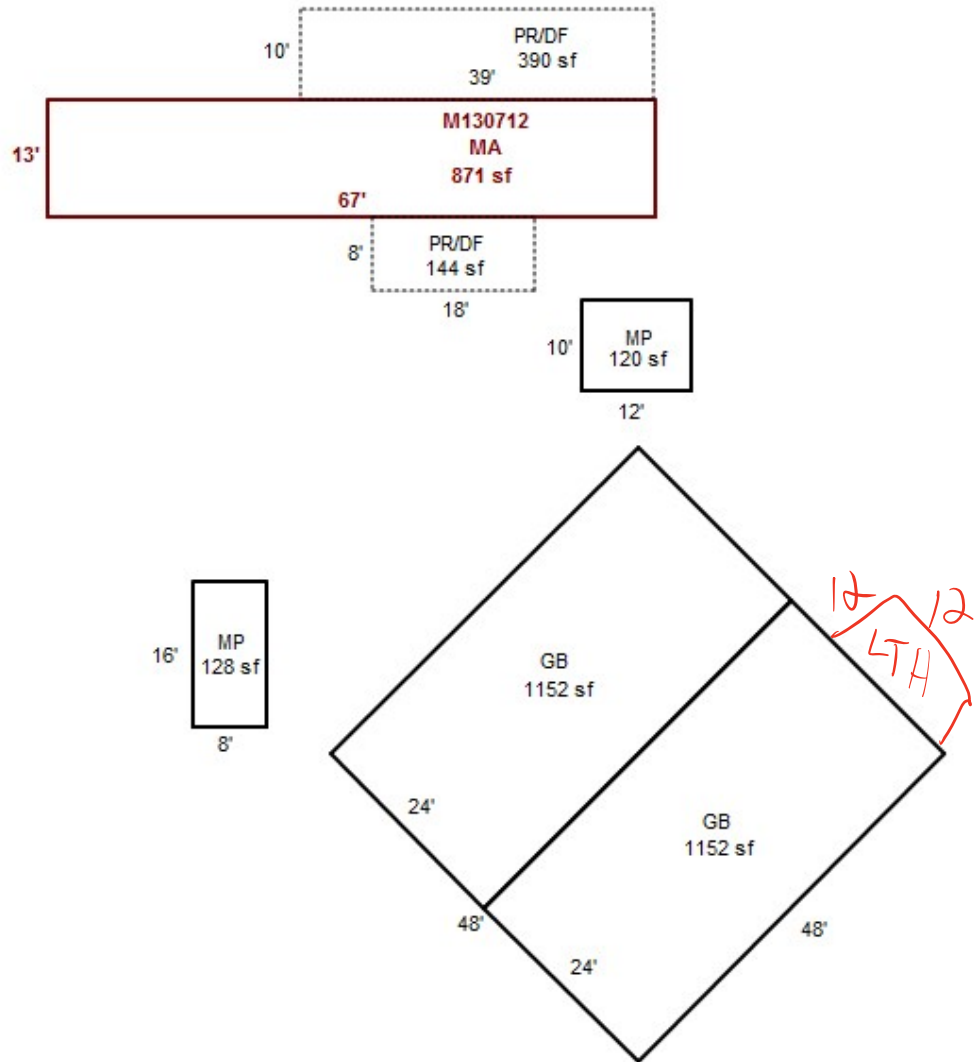 PR/DF
390 sf
10'
39'
M130712
MA
871 sf
13'
67'
PR/DF
144 sf
8'
18'
MP
120 sf
10'
12'
12
12
LTH
MP
128 sf
16'
8'
GB
1152 sf
24'
GB
1152 sf
48'
48'
24'